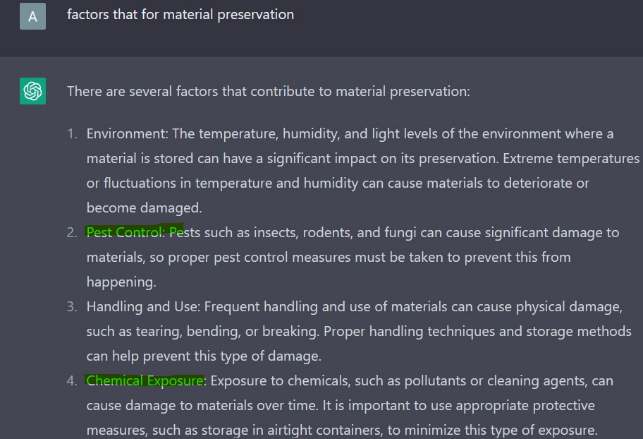 A factors that for material preservation
There are several factors that contribute to material preservation:
1. Environment: The temperature, humidity, and light levels of the environment where a
material is stored can have a significant impact on its preservation. Extreme temperatures
or fluctuations in temperature and humidity can cause materials to deteriorate or
become damaged.
2. Pest Control: Pests such as insects, rodents, and fungi can cause significant damage to
materials, so proper pest control measures must be taken to prevent this from
happening.
3. Handling and Use: Frequent handling and use of materials can cause physical damage,
such as tearing, bending, or breaking. Proper handling techniques and storage methods
can help prevent this type of damage.
4. Chemical Exposure: Exposure to chemicals, such as pollutants or cleaning agents, can
cause damage to materials over time. It is important to use appropriate protective
measures, such as storage in airtight containers, to minimize this type of exposure.